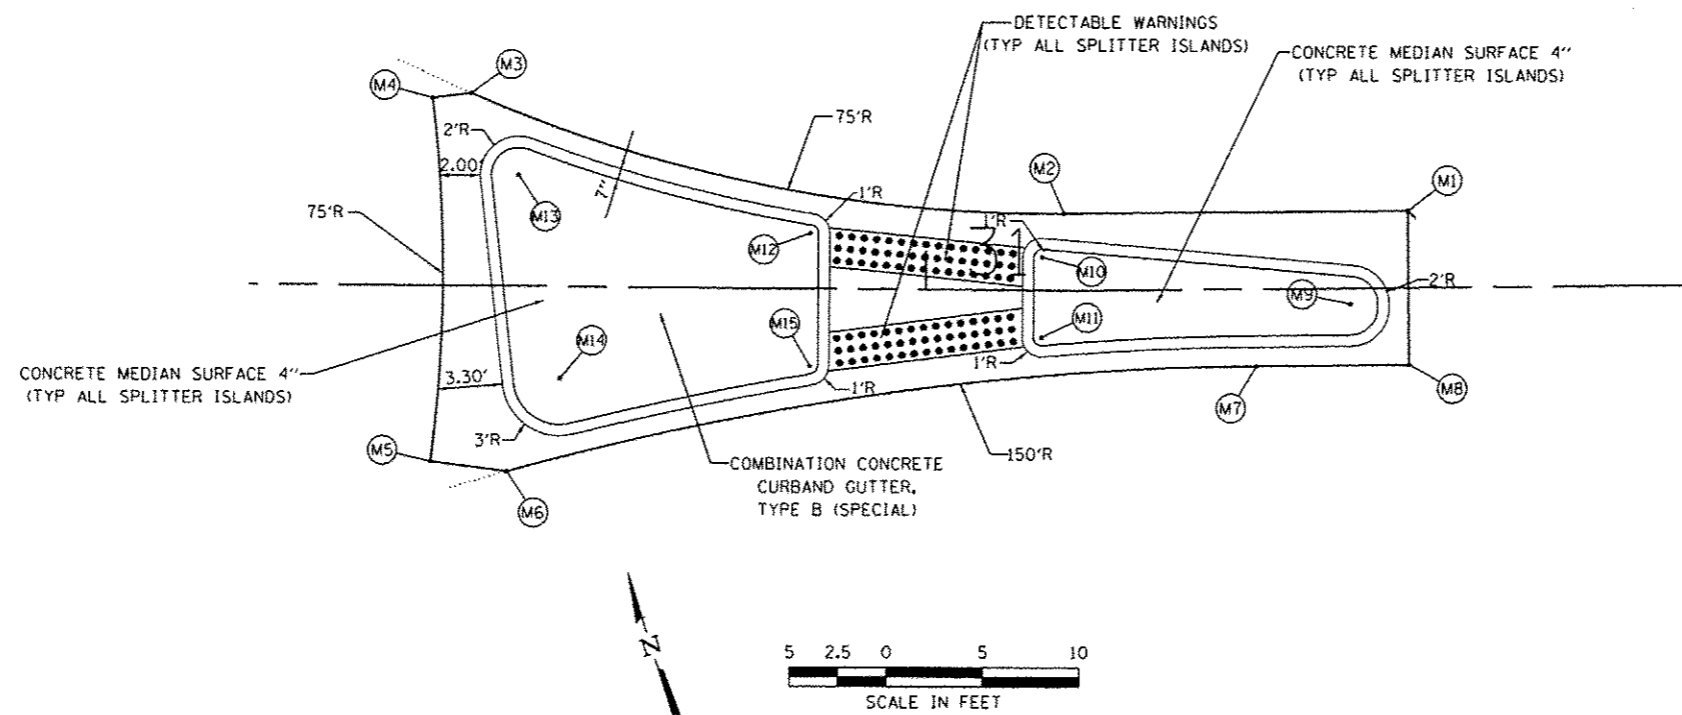 DETECTABLE WARNINGS
(TYP ALL SPLITTER ISLANDS)
CONCRETE MEDIAN SURFACE 4''
(TYP ALL SPLITTER ISLANDS)
M3
M4
75'R
2'R
2.00'
7''
M2
M1
1'R
1'R
M13
75'R
M12
M10
2'R
M9
M15
M11
M14
CONCRETE MEDIAN SURFACE 4''
(TYP ALL SPLITTER ISLANDS)
3.30'
1'R
1'R
M8
M7
3'R
M5
150'R
COMBINATION CONCRETE
CURBAND GUTTER,
TYPE B (SPECIAL)
M6
N
5 2.5 0 5 10
SCALE IN FEET